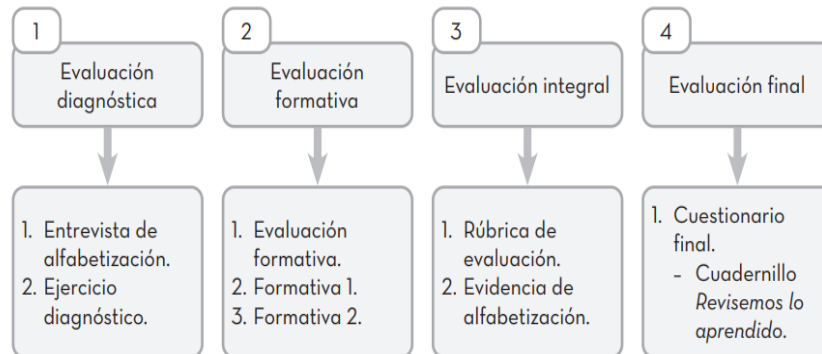 1
Evaluación
diagnóstica
2
Evaluación
formativa
3
Evaluación integral
4
Evaluación final
1. Entrevista de
alfabetización.
2. Ejercicio
diagnóstico.
1. Evaluación
formativa.
2. Formativa 1.
3. Formativa 2.
1. Rúbrica de
evaluación.
2. Evidencia de
alfabetización.
1. Cuestionario
final.
- Cuadernillo
Revisemos lo
aprendido.